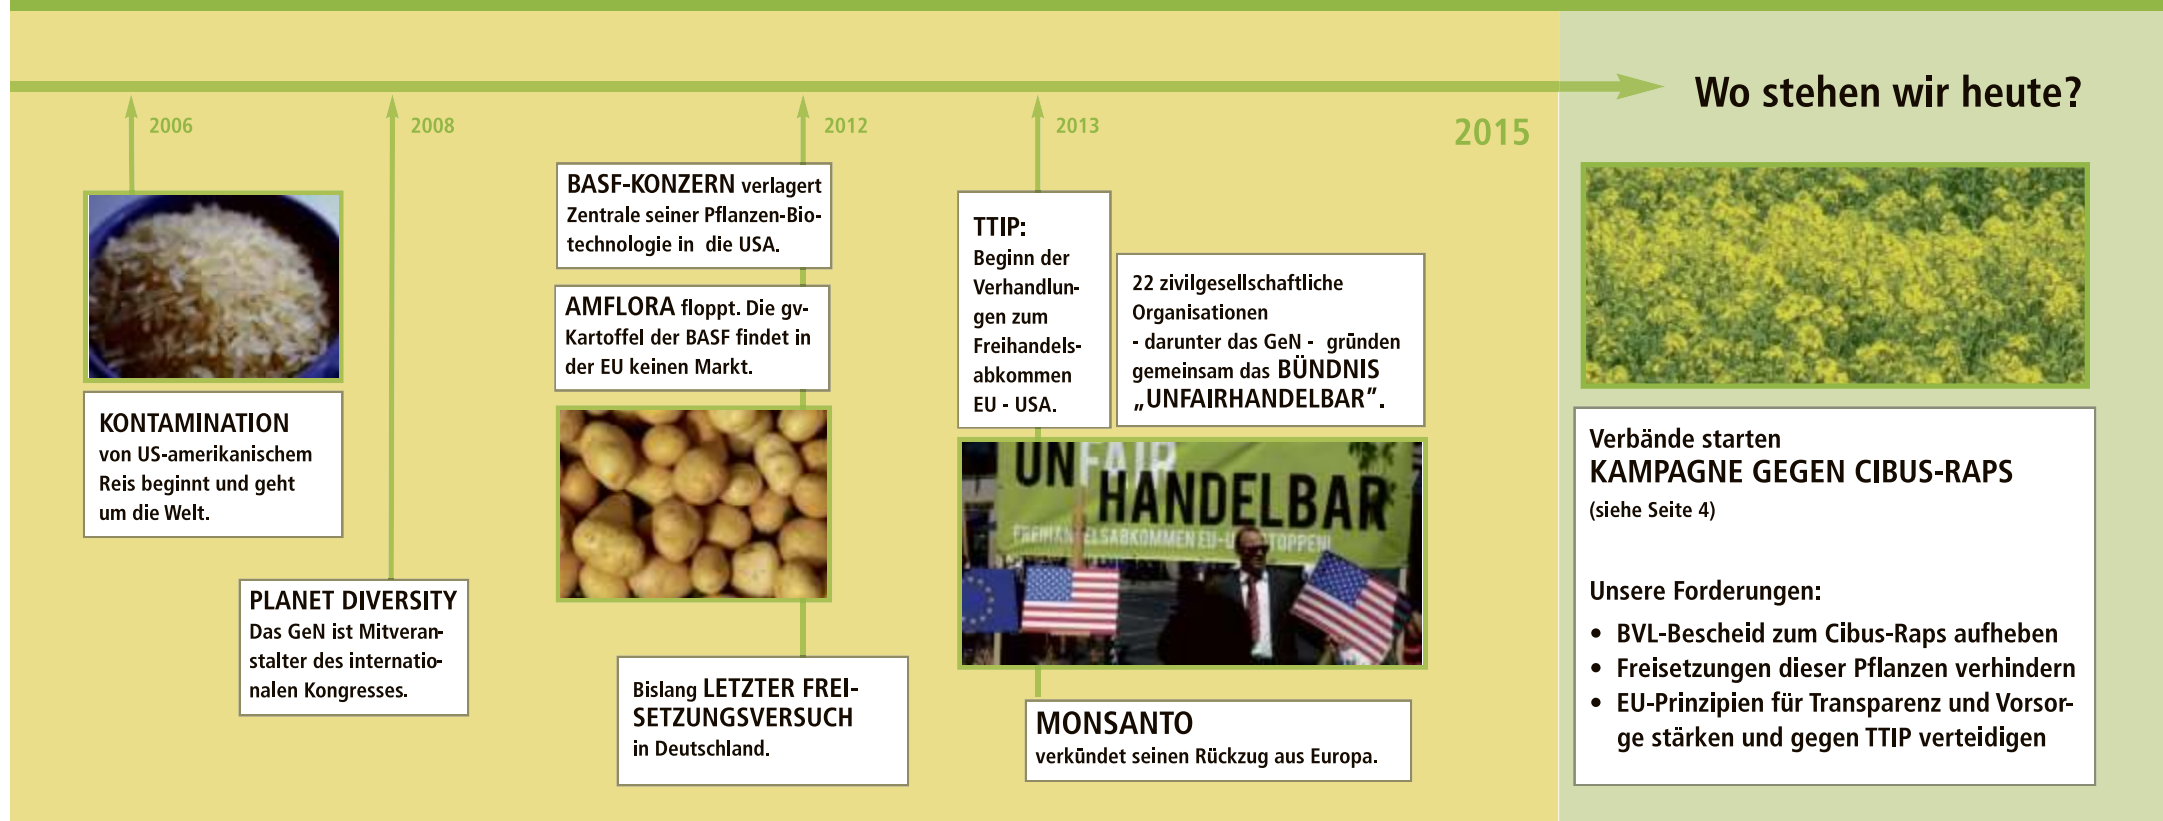 Wo stehen wir heute?
2006
2008
2012
2013
2015
KONTAMINATION
von US-amerikanischem
Reis beginnt und geht
um die Welt.
PLANET DIVERSITY
Das GeN ist Mitveran-
stalter des internatio-
nalen Kongresses.
BASF-KONZERN verlagert
Zentrale seiner Pflanzen-Bio-
technologie in die USA.
AMFLORA floppt. Die gv-
Kartoffel der BASF findet in
der EU keinen Markt.
Bislang LETZTER FREI-
SETZUNGSVERSUCH
in Deutschland.
TTIP:
Beginn der
Verhandlun-
gen zum
Freihandels-
abkommen
EU - USA.
22 zivilgesellschaftliche
Organisationen
- darunter das GeN - gründen
gemeinsam das BÜNDNIS
„UNFAIRHANDELBAR”.
UNFAIR
HANDELBAR
FREIHANDELSABKOMMEN EU-U
MONSANTO
verkündet seinen Rückzug aus Europa.
Verbände starten
KAMPAGNE GEGEN CIBUS-RAPS
(siehe Seite 4)
Unsere Forderungen:
• BVL-Bescheid zum Cibus-Raps aufheben
• Freisetzungen dieser Pflanzen verhindern
• EU-Prinzipien für Transparenz und Vorsor-
ge stärken und gegen TTIP verteidigen